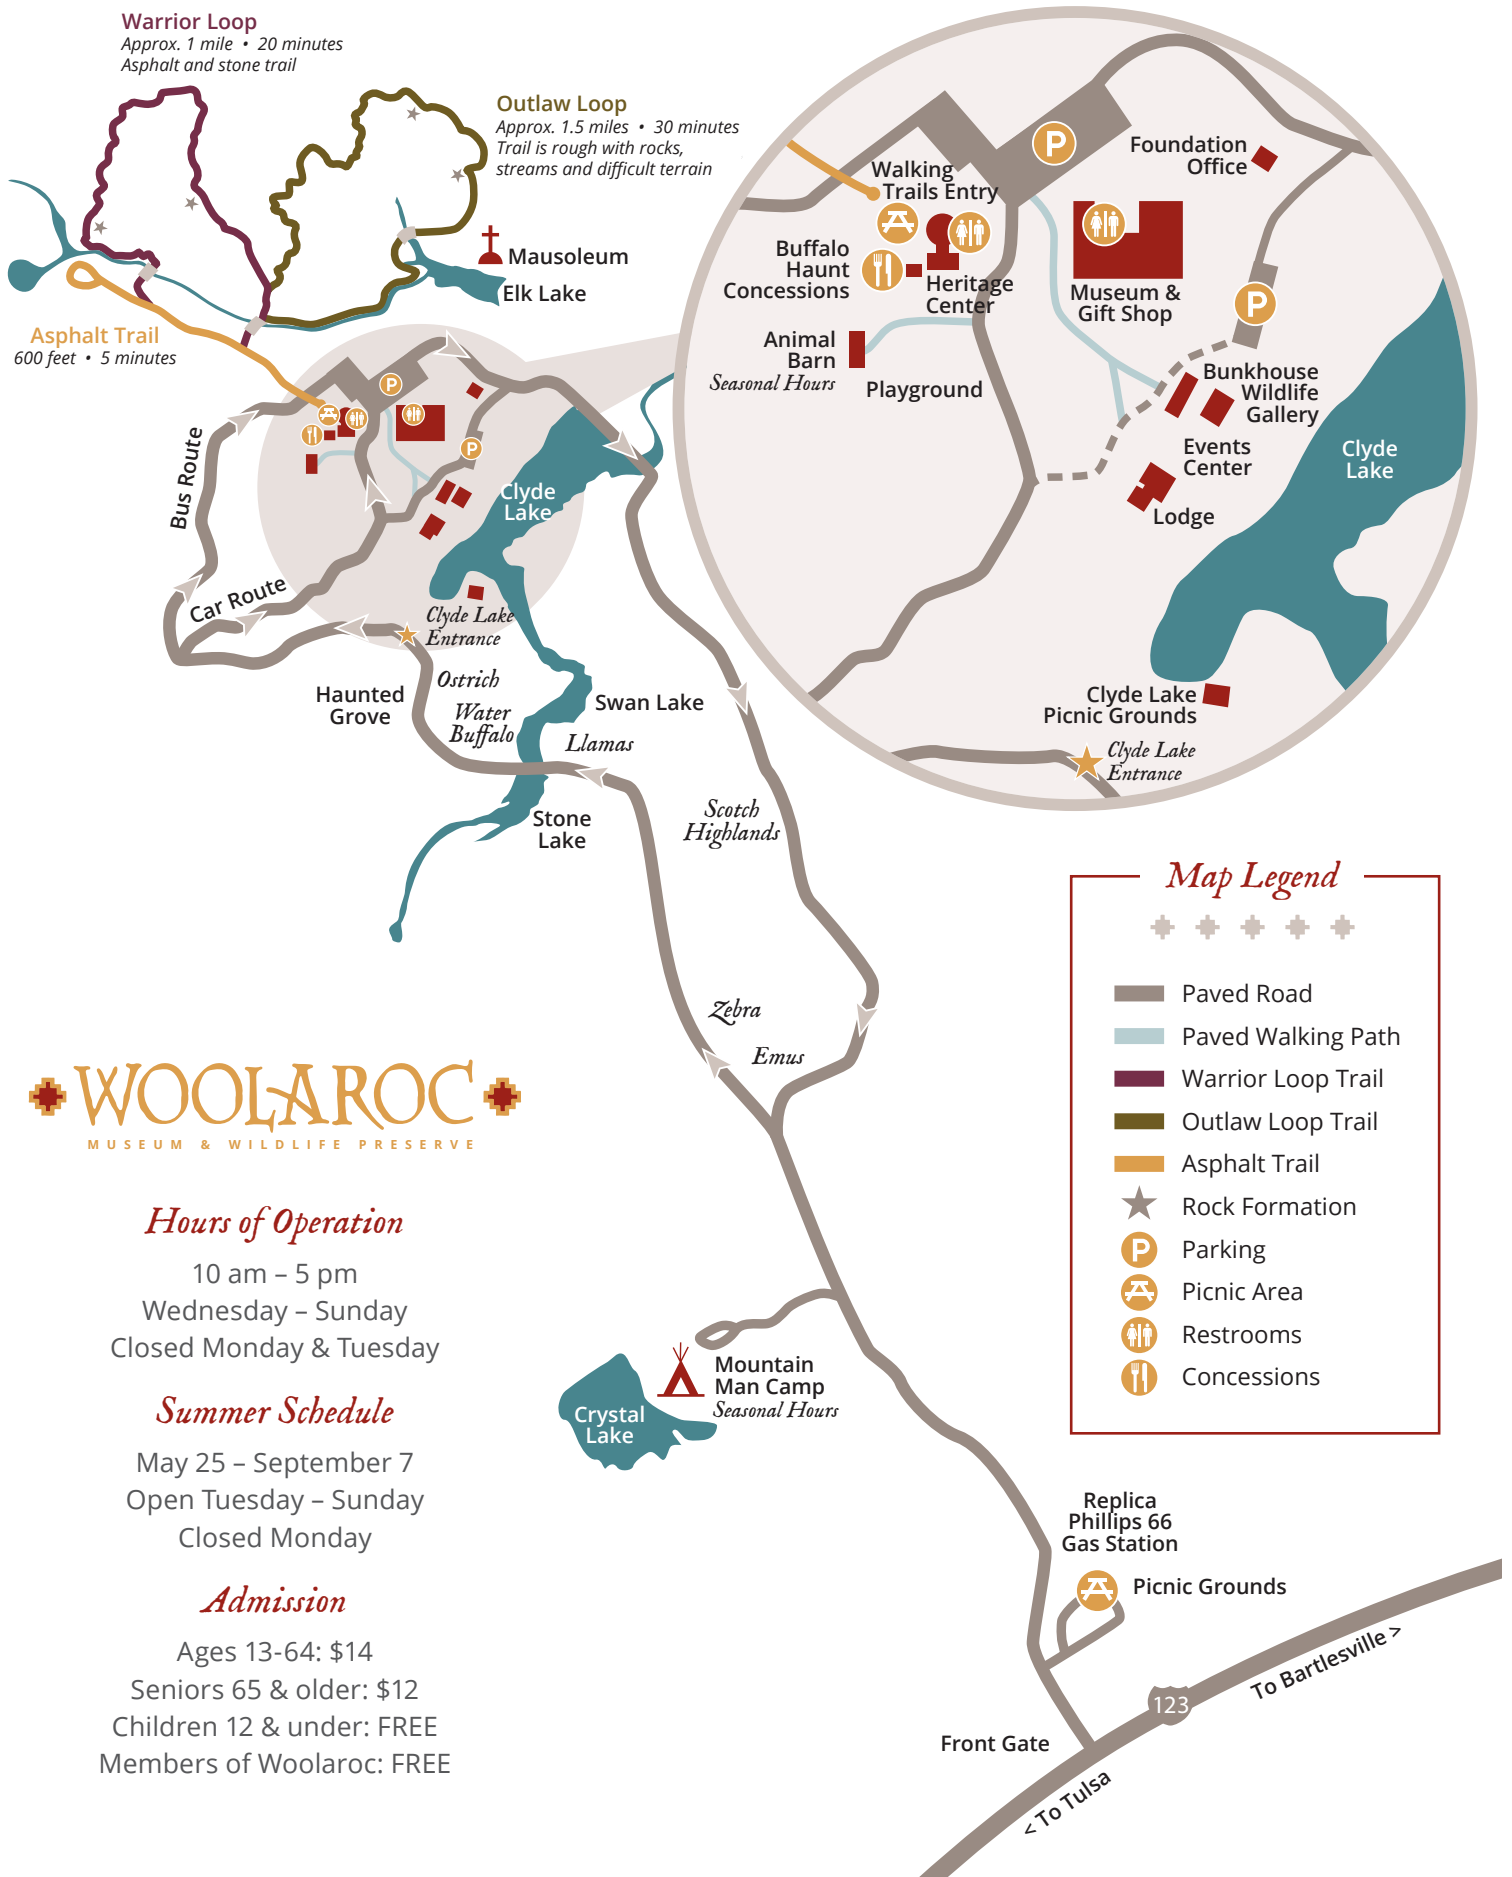 Warrior Loop
Approx. 1 mile • 20 minutes
Asphalt and stone trail
Outlaw Loop
Approx. 1.5 miles • 30 minutes
Trail is rough with rocks,
streams and difficult terrain
Mausoleum
Elk Lake
Asphalt Trail
600 feet • 5 minutes
Bus Route
Car Route
P
P
Clyde
Lake
Clyde Lake
Entrance
Haunted
Grove
Ostrich
Water
Buffalo
Swan Lake
Llamas
Stone
Lake
Scotch
Highlands
Zebra
Emus
P
Foundation
Office
Walking
Trails Entry
Buffalo
Haunt
Concessions
Heritage
Center
Museum &
Gift Shop
P
Animal
Barn
Seasonal Hours
Playground
Bunkhouse
Wildlife
Gallery
Events
Center
Lodge
Clyde
Lake
Clyde Lake
Picnic Grounds
Clyde Lake
Entrance
Map Legend
Paved Road
Paved Walking Path
Warrior Loop Trail
Outlaw Loop Trail
Asphalt Trail
Rock Formation
P Parking
Picnic Area
Restrooms
Concessions
WOOLAROC
MUSEUM & WILDLIFE PRESERVE
Hours of Operation
10 am – 5 pm
Wednesday – Sunday
Closed Monday & Tuesday
Summer Schedule
May 25 – September 7
Open Tuesday – Sunday
Closed Monday
Admission
Ages 13-64: $14
Seniors 65 & older: $12
Children 12 & under: FREE
Members of Woolaroc: FREE
Mountain
Man Camp
Seasonal Hours
Crystal
Lake
Replica
Phillips 66
Gas Station
Picnic Grounds
To Bartlesville >
123
Front Gate
< To Tulsa